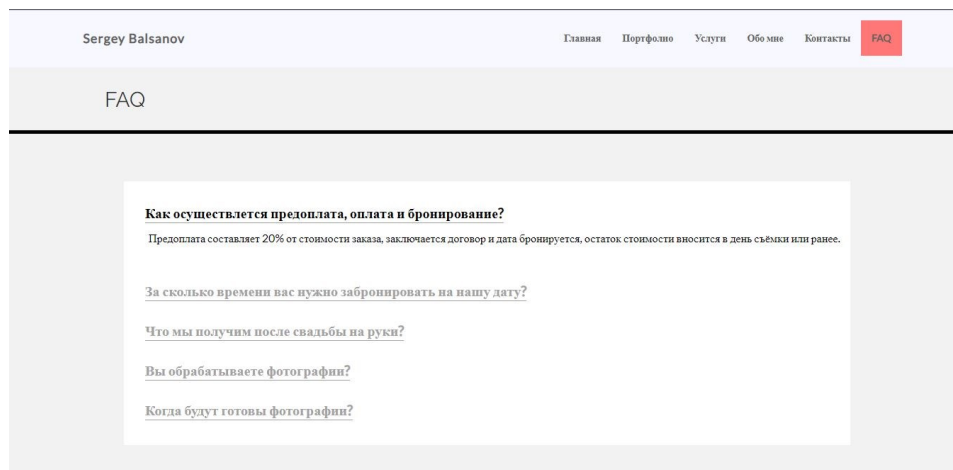 Sergey Balsanov
Главная Портфолио Услуги Обо мне Контакты FAQ
FAQ
Как осуществлется предоплата, оплата и бронирование?
Предоплата составляет 20% от стоимости заказа, заключается договор и дата бронируется, остаток стоимости вносится в день съёмки или ранее.
За сколько времени вас нужно забронировать на нашу дату?
Что мы получим после свадьбы на руки?
Вы обрабатываете фотографии?
Когда будут готовы фотографии?